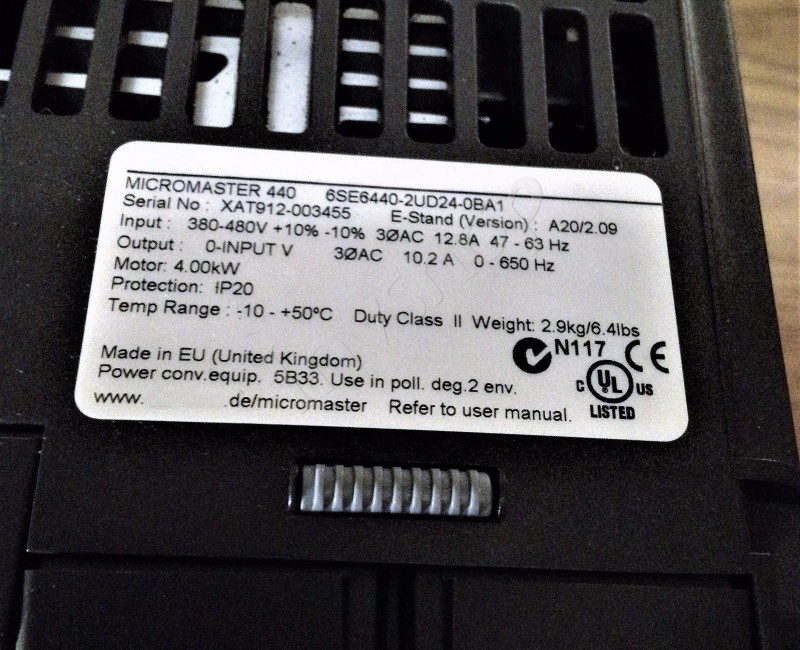 MICROMASTER 440 6SE6440-2UD24-0BA1
Serial No : XAT912-003455 E-Stand (Version) : A20/2.09
Input : 380-480V +10% -10% 3ØAC 12.8A 47 - 63 Hz
Output : 0-INPUT V 3ØAC 10.2 A 0 - 650 Hz
Motor: 4.00kW
Protection: IP20
Temp Range : -10 - +50ºC Duty Class II Weight: 2.9kg/6.4lbs
N117 CE
Made in EU (United Kingdom)
Power conv.equip. 5B33. Use in poll. deg.2 env.
C UL US
LISTED
www. .de/micromaster Refer to user manual.